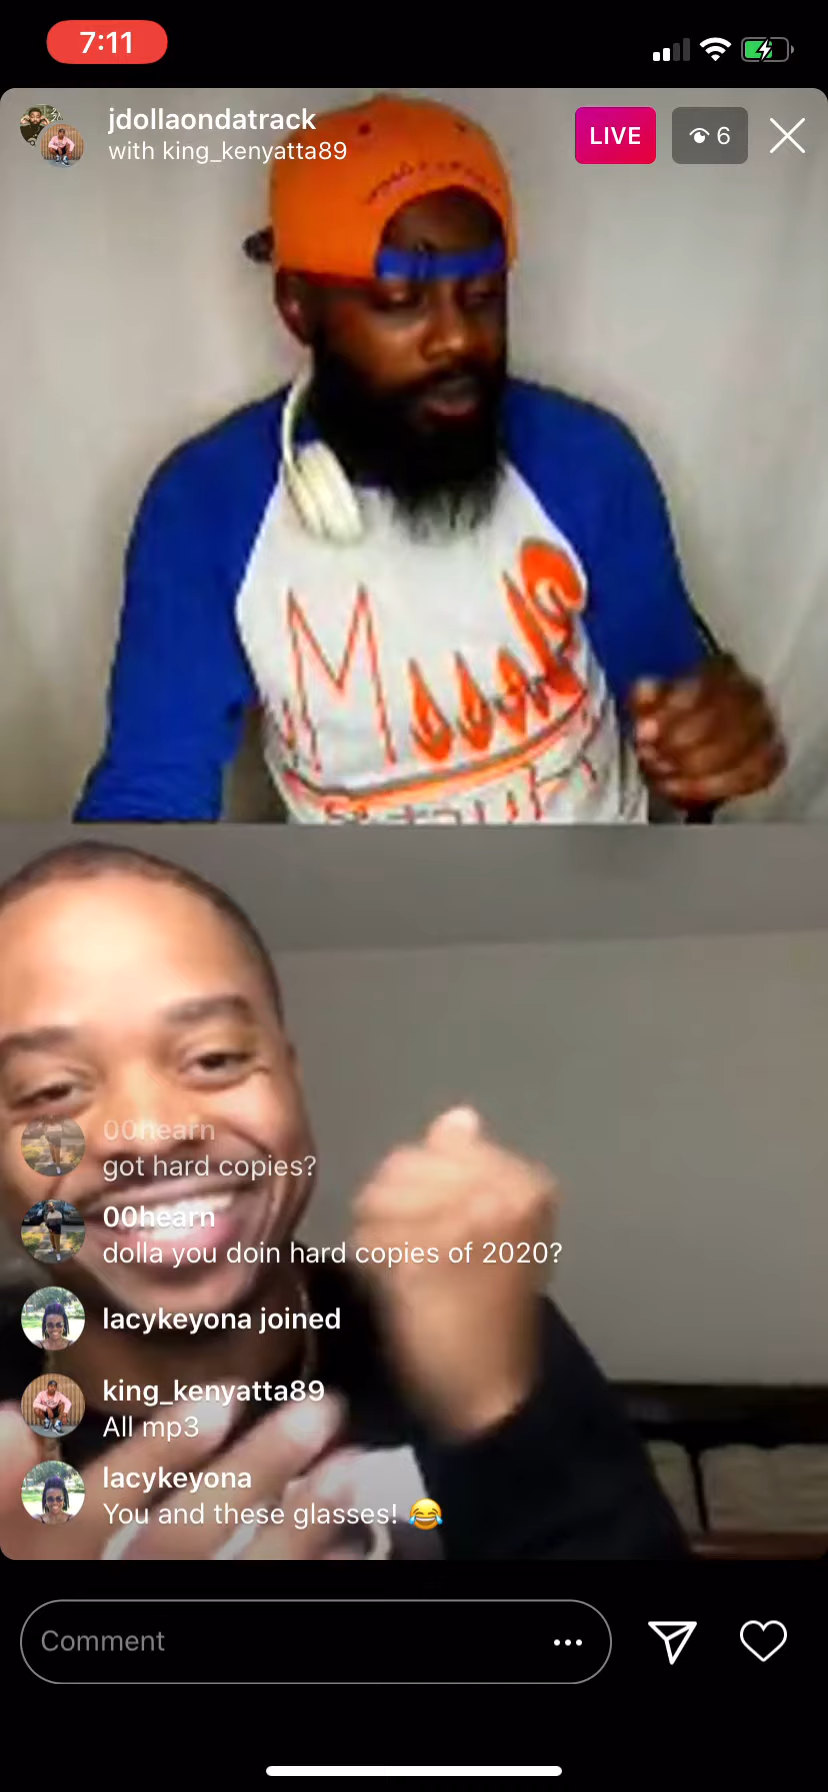 7:11
jdollaondatrack
with king_kenyatta89
LIVE
6
00hearn
got hard copies?
00hearn
dolla you doin hard copies of 2020?
lacykeyona joined
king_kenyatta89
All mp3
lacykeyona
You and these glasses! 😂
Comment